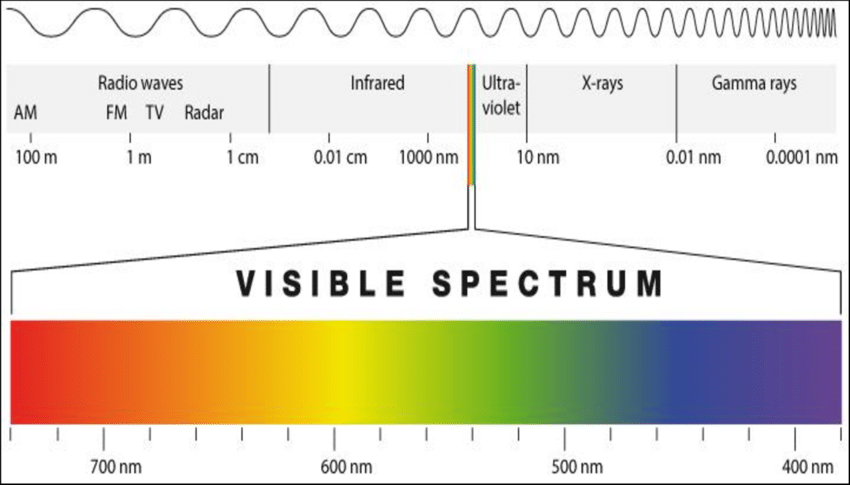 Radio waves Infrared Ultra- X-rays Gamma rays
violet
AM FM TV Radar
100 m 1 m 1 cm 0.01 cm 1000 nm 10 nm 0.01 nm 0.0001 nm
VISIBLE SPECTRUM
700 nm 600 nm 500 nm 400 nm